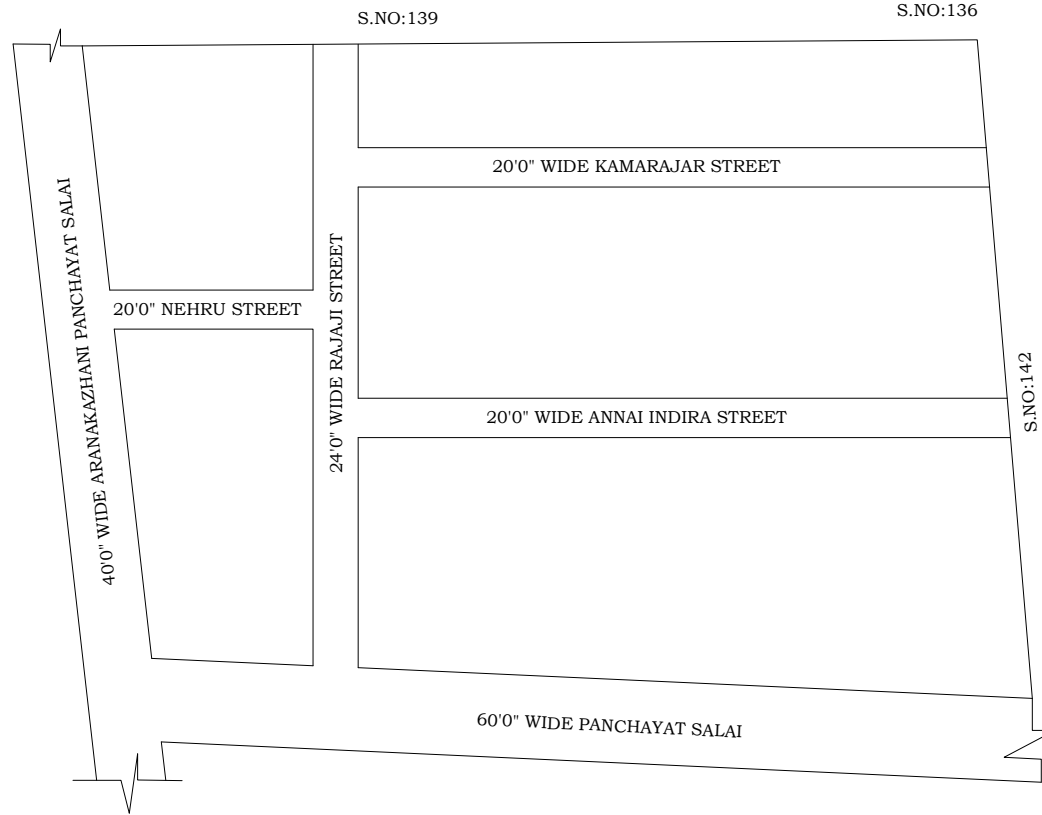 S.NO:139
S.NO:136
20'0" WIDE KAMARAJAR STREET
40'0" WIDE ARANAKAZHANI PANCHAYAT SALAI
20'0" NEHRU STREET
24'0" WIDE RAJAJI STREET
20'0" WIDE ANNAI INDIRA STREET
S.NO:142
60'0" WIDE PANCHAYAT SALAI